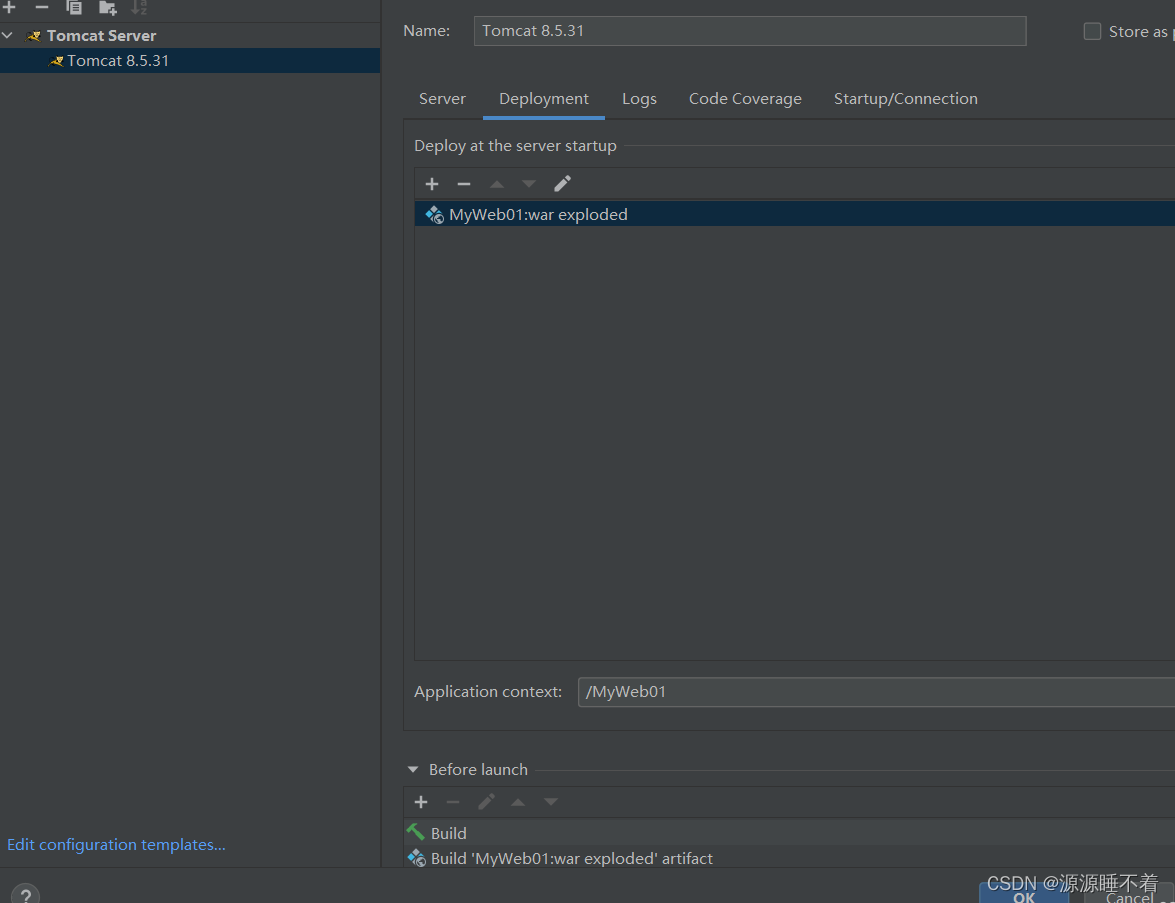 Tomcat Server
Tomcat 8.5.31
Name: Tomcat 8.5.31
Store as
Server Deployment Logs Code Coverage Startup/Connection
Deploy at the server startup
MyWeb01:war exploded
Application context: /MyWeb01
Before launch
Build
Build 'MyWeb01:war exploded' artifact
Edit configuration templates...
?
OK
Cancel
CSDN @源源睡不着